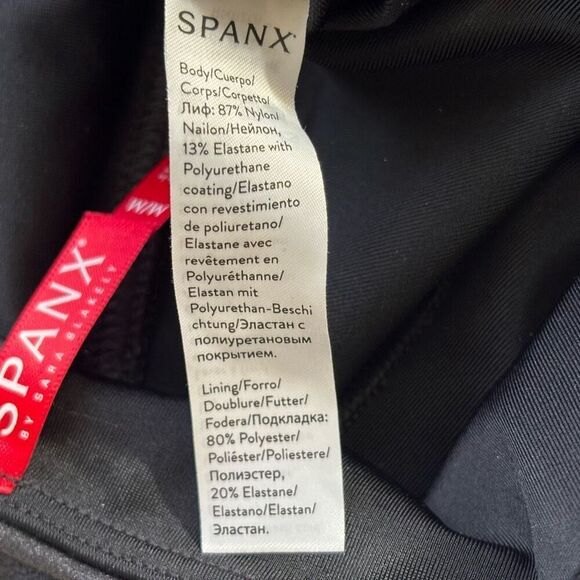 SPANX®
Body/Cuerpo/
Corps/Corpetto/
Лиф: 87% Nylon/
Nailon/Нейлон,
13% Elastane with
Polyurethane
coating/Elastano
con revestimiento
de poliuretano/
Elastane avec
revêtement en
Polyuréthanne/
Elastan mit
Polyurethan-Beschi
chtung/Эластан с
полиуретановым
покрытием.
Lining/Forro/
Doublure/Futter/
Fodera/Подкладка:
80% Polyester/
Poliéster/Poliestere/
Полиэстер,
20% Elastane/
Elastano/Elastan/
Эластан.
M/M
SPANX®
BY SARA BLAKELY